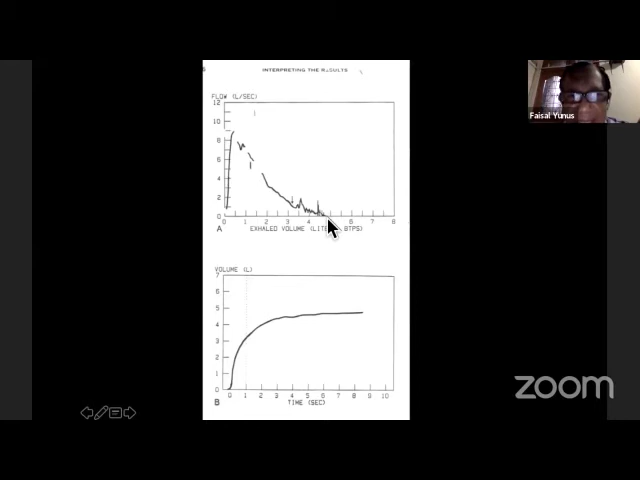 INTERPRETING THE RESULTS
FLOW (L/SEC)
12
10
8
6
4
2
0
0 1 2 3 4 5 6 7 8
A EXHALED VOLUME BTPS)
VOLUME (L)
7
6
5
4
3
2
1
0
0 1 2 3 4 5 6 7 8 9 10
B TIME (SEC)
Faisal Yunus
zoom